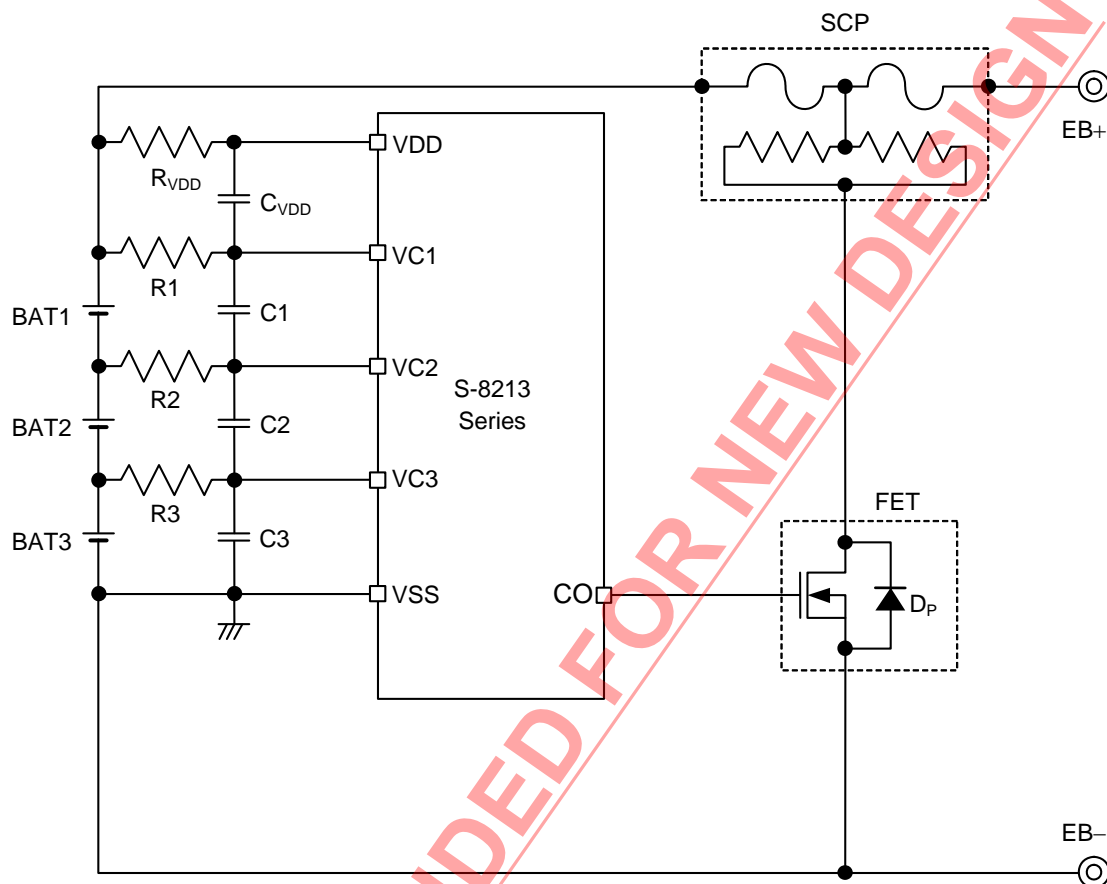 SCP
EB+
VDD
RVDD
CVDD
VC1
R1
BAT1
C1
VC2
R2
S-8213
Series
BAT2
C2
VC3
R3
FET
BAT3
C3
VSS
CO
DP
EB−
NDED FOR NEW DESIGN